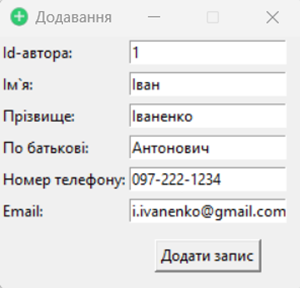 Додавання
Id-автора: 1
Ім`я: Іван
Прізвище: Іваненко
По батькові: Антонович
Номер телефону: 097-222-1234
Email: i.ivanenko@gmail.com
Додати запис